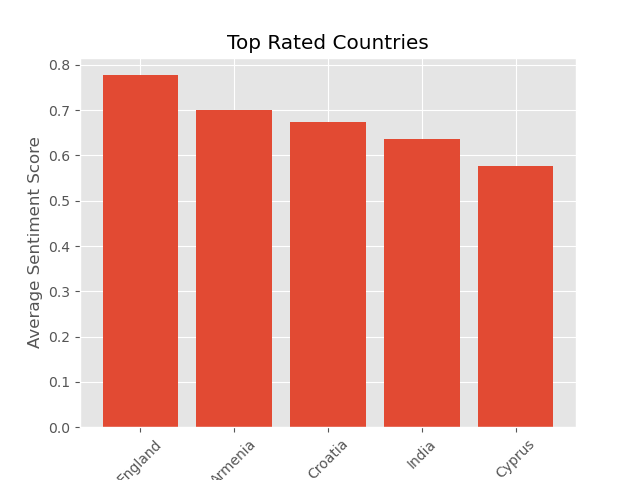 Top Rated Countries
Average Sentiment Score
0.8
0.7
0.6
0.5
0.4
0.3
0.2
0.1
0.0
England
Armenia
Croatia
India
Cyprus